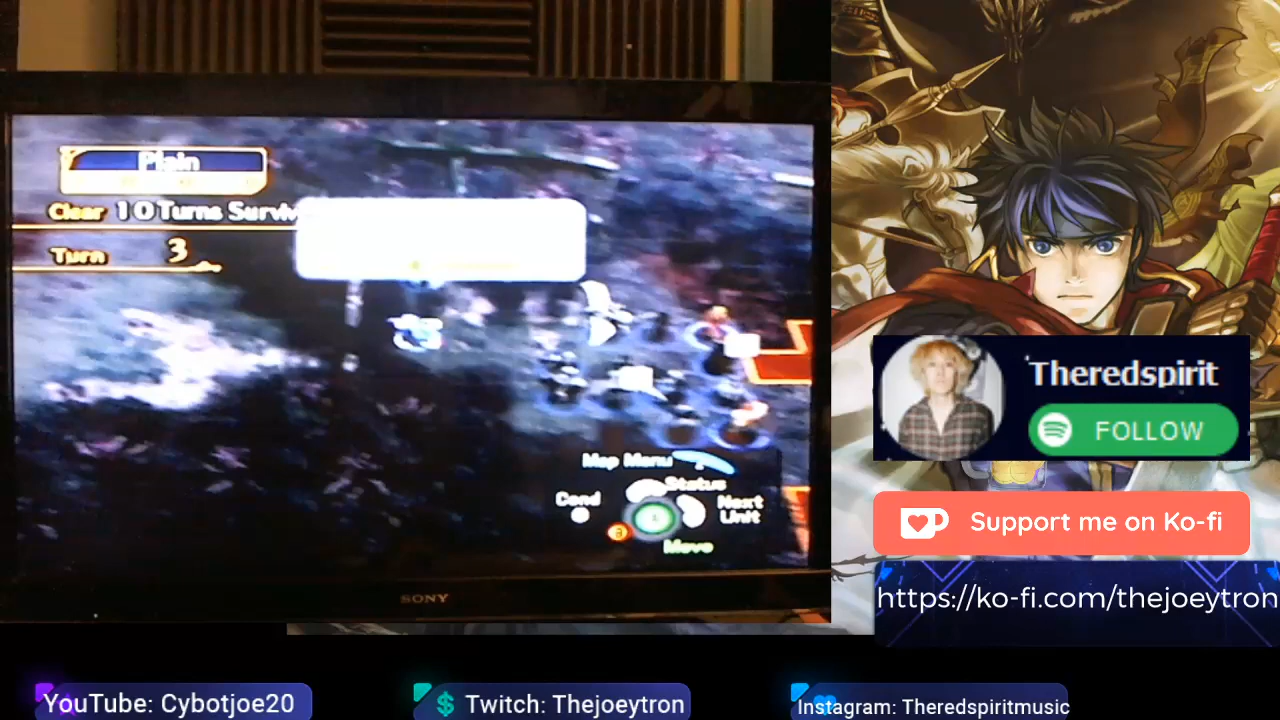 Plain
Clear 10 Turns Surviv
Turn 3
Map Menu
Status
Cond
Next
Unit
Move
SONY
Theredspirit
FOLLOW
Support me on Ko-fi
https://ko-fi.com/thejoeytron
YouTube: Cybotjoe20
Twitch: Thejoeytron
Instagram: Theredspiritmusic